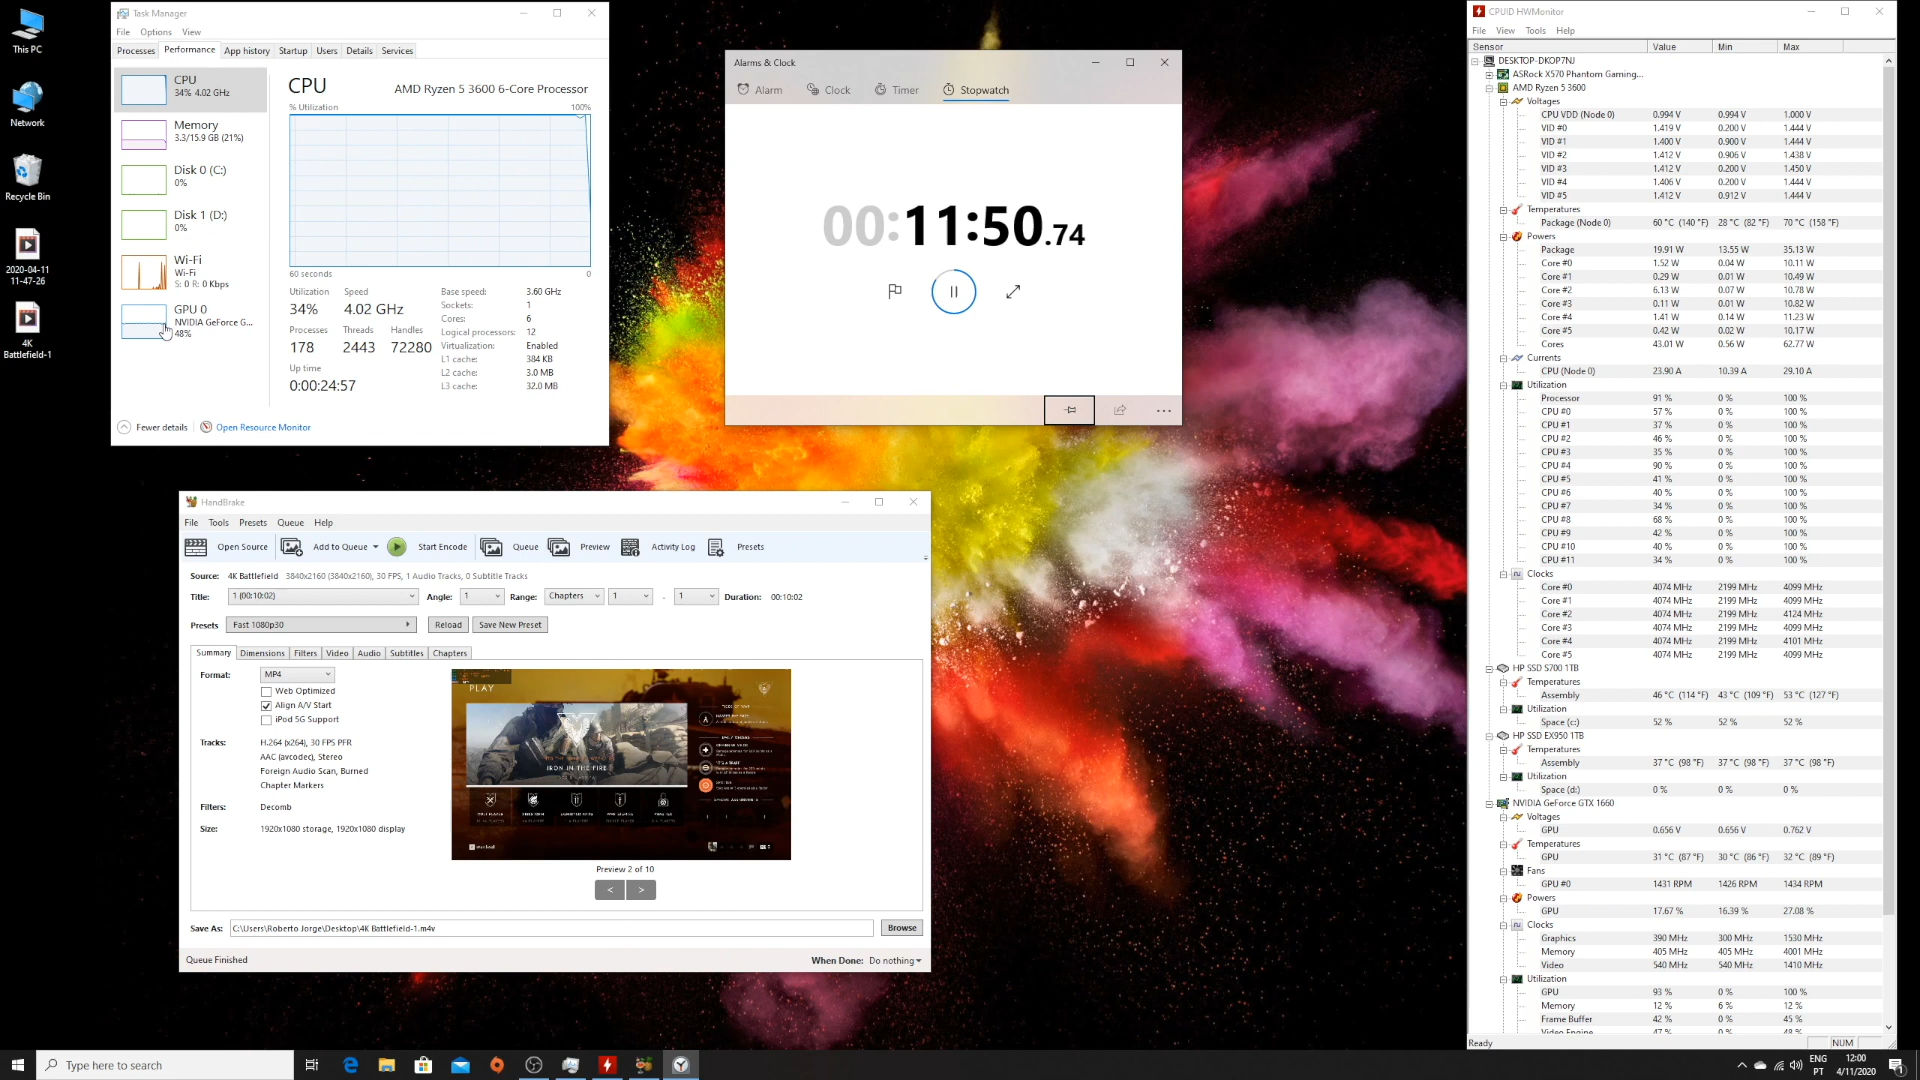 This PC
Network
Recycle Bin
2020-04-11
11-47-26
4K
Battlefield-1
Task Manager
File Options View
Processes Performance App history Startup Users Details Services
CPU
34% 4.02 GHz
Memory
3.3/15.9 GB (21%)
Disk 0 (C:)
0%
Disk 1 (D:)
0%
Wi-Fi
Wi-Fi
S: 0 R: 0 Kbps
GPU 0
NVIDIA GeForce G...
48%
CPU AMD Ryzen 5 3600 6-Core Processor
% Utilization 100%
60 seconds 0
Utilization Speed
34% 4.02 GHz
Processes Threads Handles
178 2443 72280
Up time
0:00:24:57
Base speed: 3.60 GHz
Sockets: 1
Cores: 6
Logical processors: 12
Virtualization: Enabled
L1 cache: 384 KB
L2 cache: 3.0 MB
L3 cache: 32.0 MB
Fewer details Open Resource Monitor
Alarms & Clock
Alarm Clock Timer Stopwatch
00:11:50.74
HandBrake
File Tools Presets Queue Help
Open Source Add to Queue Start Encode Queue Preview Activity Log Presets
Source: 4K Battlefield 3840x2160 (3840x2160), 30 FPS, 1 Audio Tracks, 0 Subtitle Tracks
Title: 1 (00:10:02) Angle: 1 Range: Chapters 1 - 1 Duration: 00:10:02
Presets Fast 1080p30 Reload Save New Preset
Summary Dimensions Filters Video Audio Subtitles Chapters
Format: MP4
Web Optimized
Align A/V Start
iPod 5G Support
Tracks: H.264 (x264), 30 FPS PFR
AAC (avcodec), Stereo
Foreign Audio Scan, Burned
Chapter Markers
Filters: Decomb
Size: 1920x1080 storage, 1920x1080 display
PLAY
IRON IN THE FIRE
Preview 2 of 10
< >
Save As: C:\Users\Roberto Jorge\Desktop\4K Battlefield-1.m4v Browse
Queue Finished When Done: Do nothing
CPUID HWMonitor
File View Tools Help
Sensor Value Min Max
DESKTOP-DKOP7NJ
ASRock X570 Phantom Gaming...
AMD Ryzen 5 3600
Voltages
CPU VDD (Node 0) 0.994 V 0.994 V 1.000 V
VID #0 1.419 V 0.200 V 1.444 V
VID #1 1.400 V 0.900 V 1.444 V
VID #2 1.412 V 0.906 V 1.438 V
VID #3 1.412 V 0.200 V 1.450 V
VID #4 1.406 V 0.200 V 1.444 V
VID #5 1.412 V 0.912 V 1.444 V
Temperatures
Package (Node 0) 60 °C (140 °F) 28 °C (82 °F) 70 °C (158 °F)
Powers
Package 19.91 W 13.55 W 35.13 W
Core #0 1.52 W 0.04 W 10.11 W
Core #1 0.29 W 0.01 W 10.49 W
Core #2 6.13 W 0.07 W 10.78 W
Core #3 0.11 W 0.01 W 10.82 W
Core #4 1.41 W 0.14 W 11.23 W
Core #5 0.42 W 0.02 W 10.17 W
Cores 43.01 W 0.56 W 62.77 W
Currents
CPU (Node 0) 23.90 A 10.39 A 29.10 A
Utilization
Processor 91 % 0 % 100 %
CPU #0 57 % 0 % 100 %
CPU #1 37 % 0 % 100 %
CPU #2 46 % 0 % 100 %
CPU #3 35 % 0 % 100 %
CPU #4 90 % 0 % 100 %
CPU #5 41 % 0 % 100 %
CPU #6 40 % 0 % 100 %
CPU #7 34 % 0 % 100 %
CPU #8 68 % 0 % 100 %
CPU #9 42 % 0 % 100 %
CPU #10 40 % 0 % 100 %
CPU #11 34 % 0 % 100 %
Clocks
Core #0 4074 MHz 2199 MHz 4099 MHz
Core #1 4074 MHz 2199 MHz 4099 MHz
Core #2 4074 MHz 2199 MHz 4124 MHz
Core #3 4074 MHz 2199 MHz 4099 MHz
Core #4 4074 MHz 2199 MHz 4101 MHz
Core #5 4074 MHz 2199 MHz 4099 MHz
HP SSD S700 1TB
Temperatures
Assembly 46 °C (114 °F) 43 °C (109 °F) 53 °C (127 °F)
Utilization
Space (c:) 52 % 52 % 52 %
HP SSD EX950 1TB
Temperatures
Assembly 37 °C (98 °F) 37 °C (98 °F) 37 °C (98 °F)
Utilization
Space (d:) 0 % 0 % 0 %
NVIDIA GeForce GTX 1660
Voltages
GPU 0.656 V 0.656 V 0.762 V
Temperatures
GPU 31 °C (87 °F) 30 °C (86 °F) 32 °C (89 °F)
Fans
GPU #0 1431 RPM 1426 RPM 1434 RPM
Powers
GPU 17.67 % 16.39 % 27.08 %
Clocks
Graphics 390 MHz 300 MHz 1530 MHz
Memory 405 MHz 405 MHz 4001 MHz
Video 540 MHz 540 MHz 1410 MHz
Utilization
GPU 93 % 0 % 100 %
Memory 12 % 6 % 12 %
Frame Buffer 42 % 0 % 45 %
Video Engine 47 % 0 % 48 %
Ready NUM
Type here to search
ENG
PT
12:00
4/11/2020
1